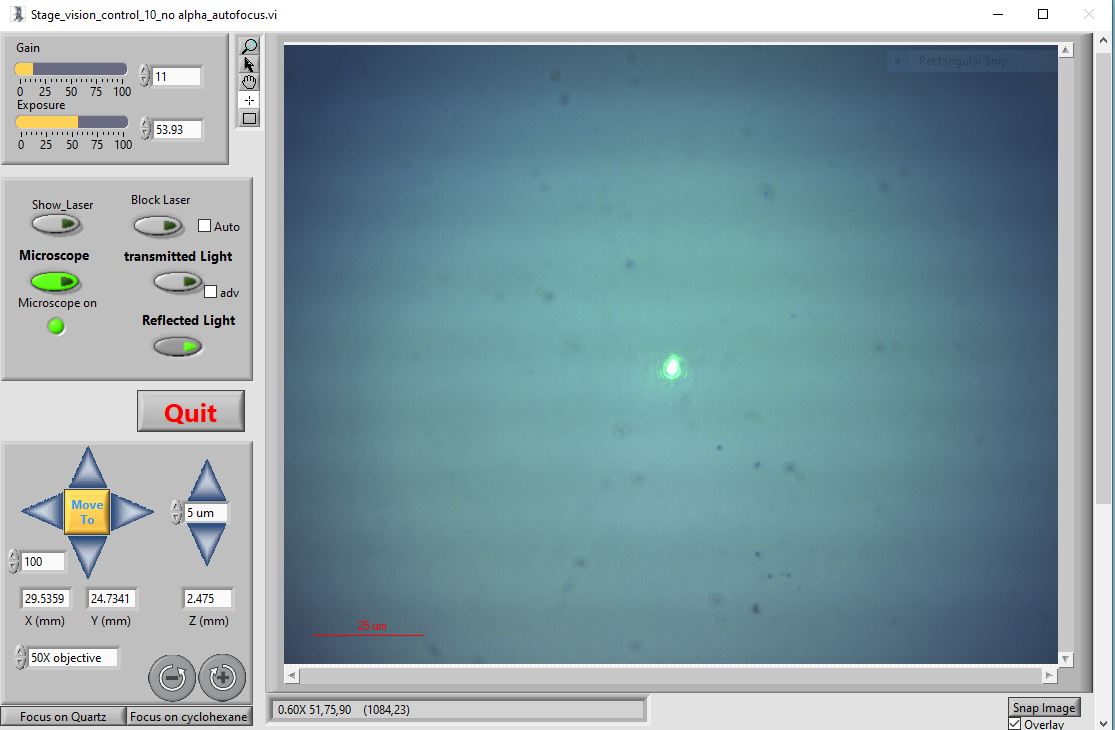 Stage_vision_control_10_no alpha_autofocus.vi
Gain
11
0 25 50 75 100
Exposure
53.93
0 25 50 75 100
Rectangular Snip
Show_Laser
Block Laser
Auto
Microscope
transmitted Light
adv
Microscope on
Reflected Light
Quit
Move
To
5 um
100
29.5359
24.7341
2.475
X (mm)
Y (mm)
Z (mm)
50X objective
Focus on Quartz
Focus on cyclohexane
25 um
0.60X 51,75,90 (1084,23)
Snap Image
Overlay